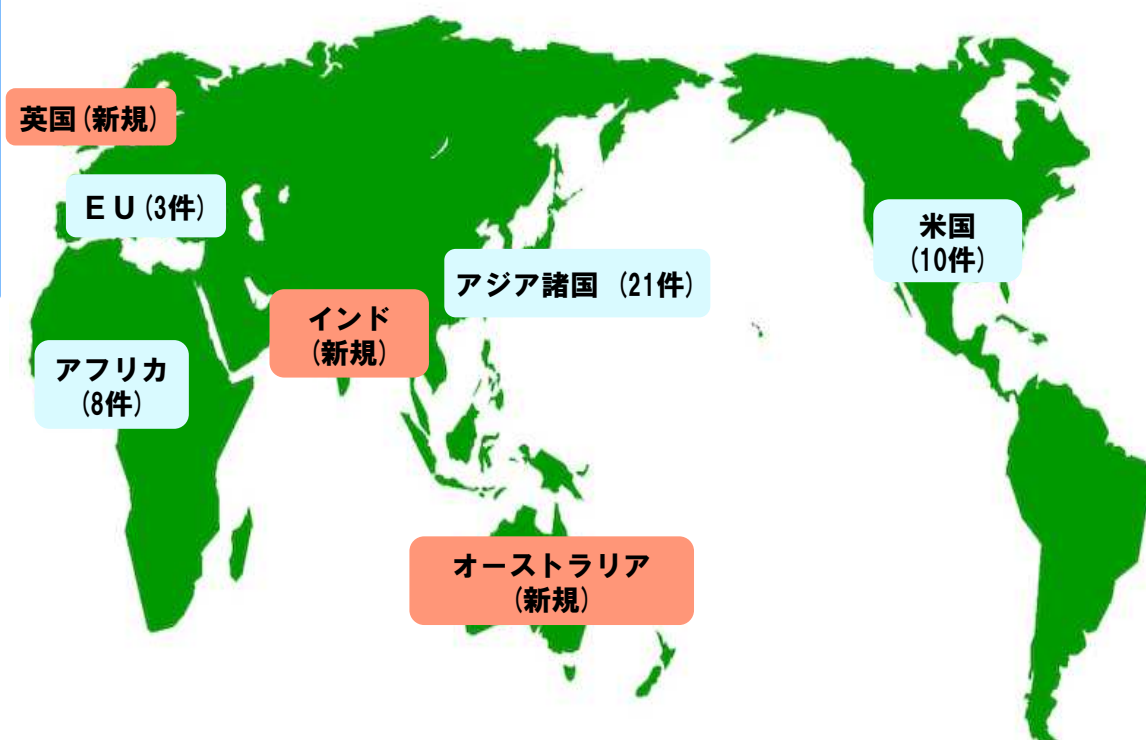 英国(新規)
EU(3件)
アジア諸国 (21件)
米国
(10件)
インド
(新規)
アフリカ
(8件)
オーストラリア
(新規)